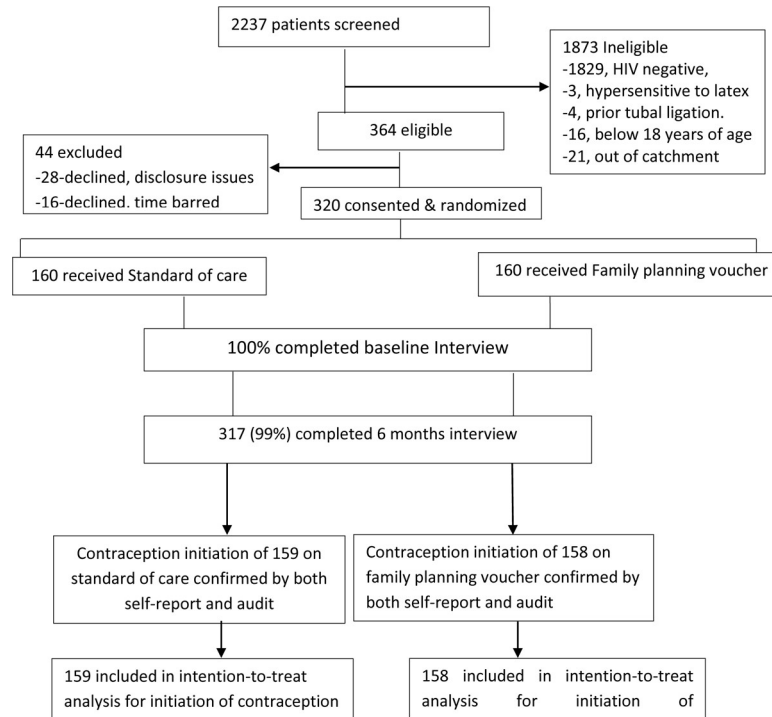 2237 patients screened
1873 Ineligible
-1829, HIV negative,
-3, hypersensitive to latex
-4, prior tubal ligation.
-16, below 18 years of age
-21, out of catchment
364 eligible
44 excluded
-28-declined, disclosure issues
-16-declined. time barred
320 consented & randomized
160 received Standard of care
160 received Family planning voucher
100% completed baseline Interview
317 (99%) completed 6 months interview
Contraception initiation of 159 on
standard of care confirmed by both
self-report and audit
Contraception initiation of 158 on
family planning voucher confirmed by
both self-report and audit
159 included in intention-to-treat
analysis for initiation of contraception
158 included in intention-to-treat
analysis for initiation of